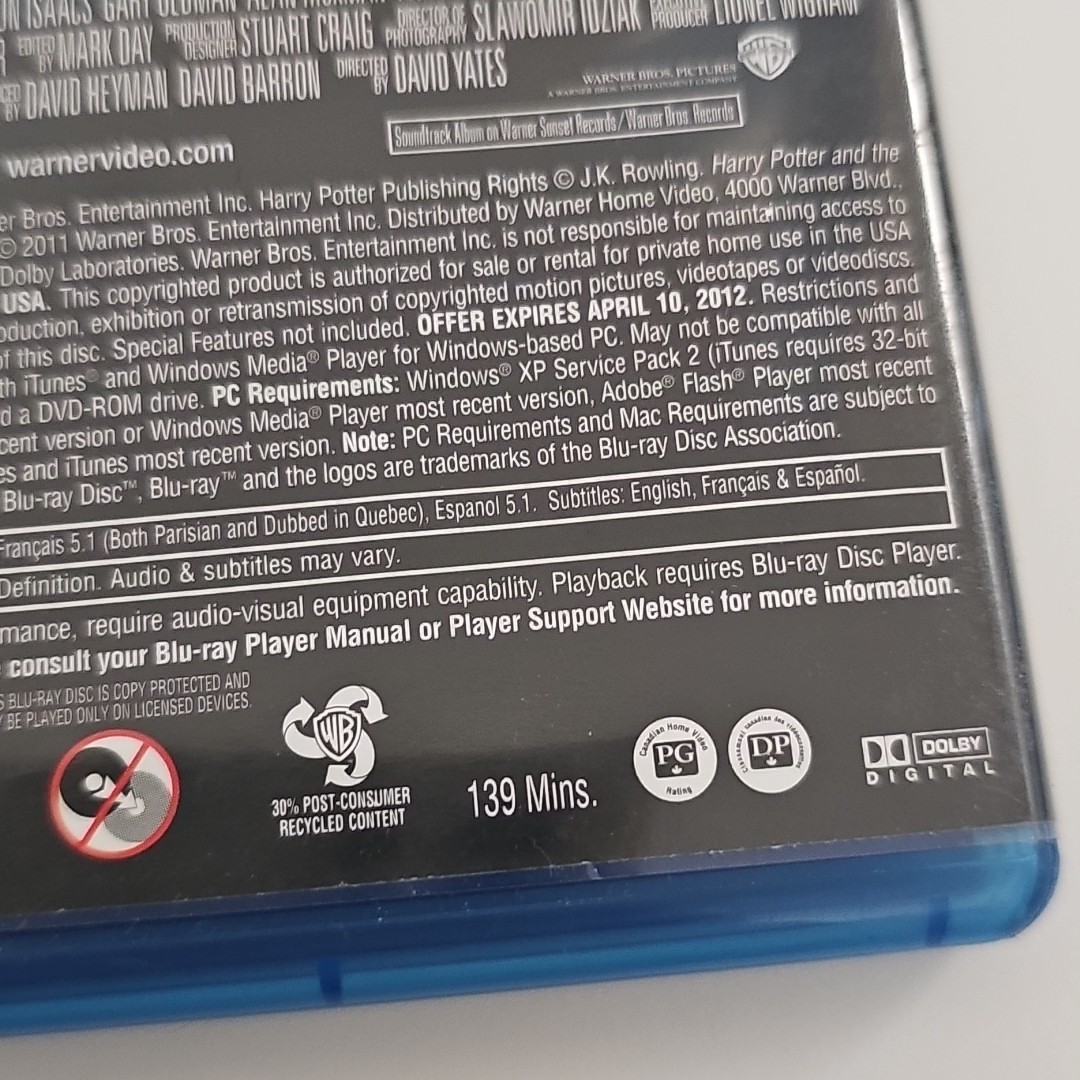 ISAACS GARY OLDMAN
EDITED BY MARK DAY PRODUCTION DESIGNER STUART CRAIG DIRECTOR OF PHOTOGRAPHY SLAWOMIR IDZIAK PRODUCER LIONEL WIGRAM
BY DAVID HEYMAN DAVID BARRON DIRECTED BY DAVID YATES
WARNER BROS. PICTURES
A WARNER BROS. ENTERTAINMENT COMPANY
Soundtrack Album on Warner Sunset Records/Warner Bros. Records
warnervideo.com
er Bros. Entertainment Inc. Harry Potter Publishing Rights © J.K. Rowling. Harry Potter and the
© 2011 Warner Bros. Entertainment Inc. Distributed by Warner Home Video, 4000 Warner Blvd.,
Dolby Laboratories. Warner Bros. Entertainment Inc. is not responsible for maintaining access to
USA. This copyrighted product is authorized for sale or rental for private home use in the USA
oduction, exhibition or retransmission of copyrighted motion pictures, videotapes or videodiscs.
of this disc. Special Features not included. OFFER EXPIRES APRIL 10, 2012. Restrictions and
th iTunes® and Windows Media® Player for Windows-based PC. May not be compatible with all
d a DVD-ROM drive. PC Requirements: Windows® XP Service Pack 2 (iTunes requires 32-bit
cent version or Windows Media® Player most recent version, Adobe® Flash® Player most recent
es and iTunes most recent version. Note: PC Requirements and Mac Requirements are subject to
Blu-ray Disc™, Blu-ray™ and the logos are trademarks of the Blu-ray Disc Association.
Français 5.1 (Both Parisian and Dubbed in Quebec), Espanol 5.1. Subtitles: English, Français & Español.
Definition. Audio & subtitles may vary.
mance, require audio-visual equipment capability. Playback requires Blu-ray Disc Player.
consult your Blu-ray Player Manual or Player Support Website for more information.
S BLU-RAY DISC IS COPY PROTECTED AND
Y BE PLAYED ONLY ON LICENSED DEVICES.
WB
30% POST-CONSUMER
RECYCLED CONTENT
139 Mins.
Canadian Home Video
PG
Rating
DP
DOLBY
DIGITAL